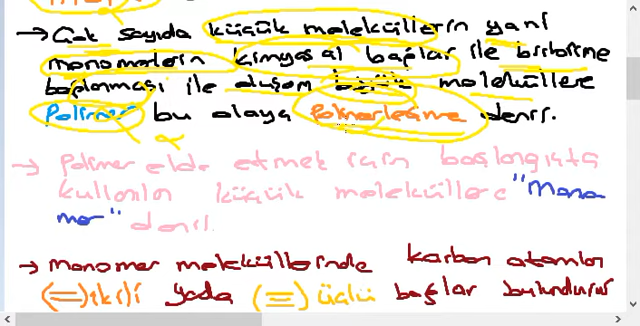 → Çok sayıda küçük moleküllerin yani
monomerlerin kimyasal bağlar ile birbirine
bağlanması ile oluşan büyük moleküllere
Polimer bu olaya Polimerleşme denir.
→ Polimer elde etmek için başlangıçta
kullanılan küçük moleküllere "Mono
mer" denir.
→ Monomer moleküllerinde karbon atomları
(=) ikili yada (≡) üçlü bağlar bulundurur